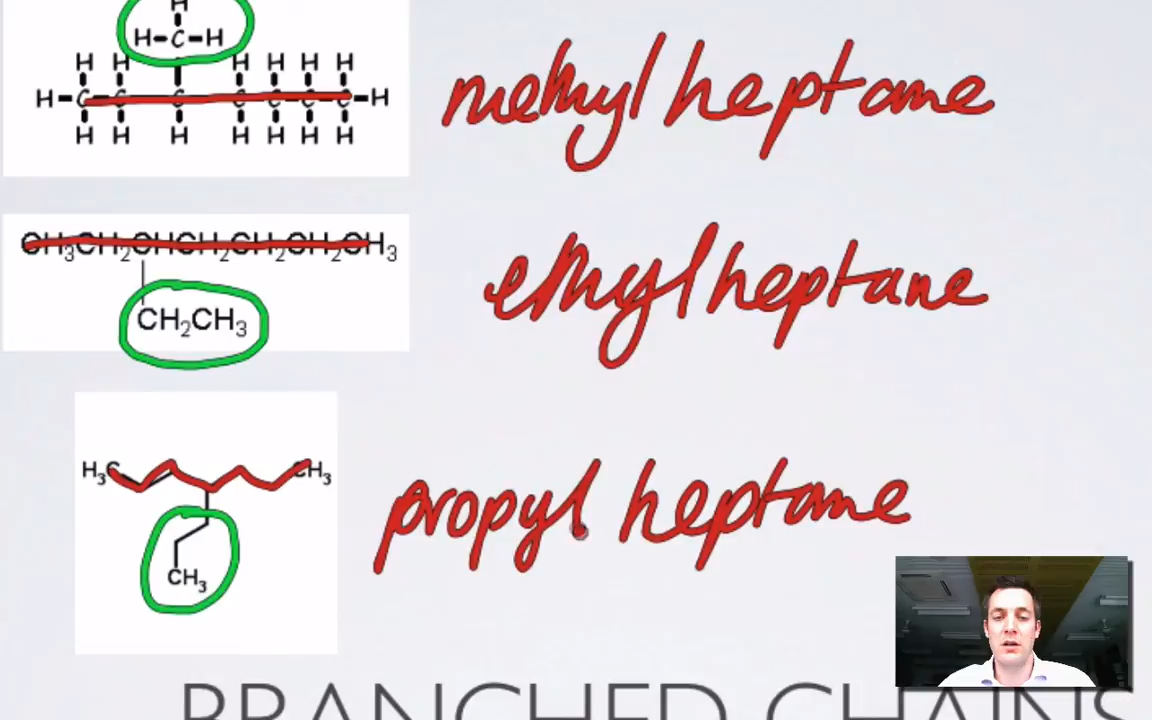 H
H-C-H
H H H H H H
H-C-C-C-C-C-C-C-H
H H H H H H H
methyl heptane
CH₃CH₂CHCH₂CH₂CH₂CH₃
CH₂CH₃
ethyl heptane
H₃C CH₃
CH₃
propyl heptane
BRANCHED CHAINS